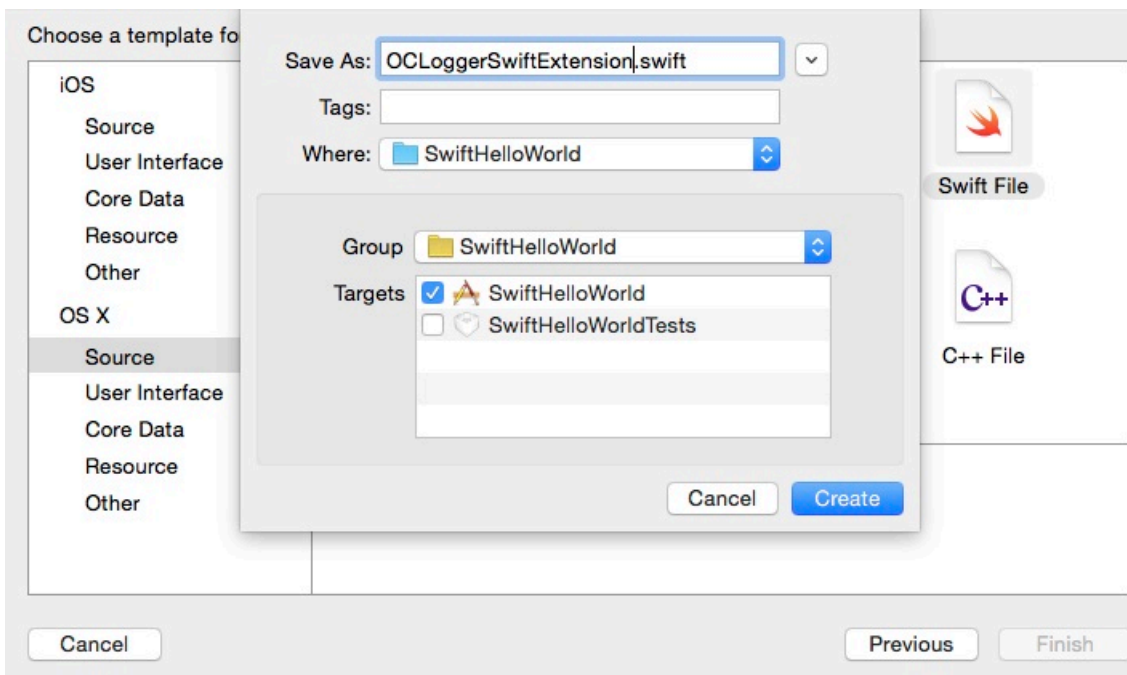 Choose a template fo
iOS
Source
User Interface
Core Data
Resource
Other
OS X
Source
User Interface
Core Data
Resource
Other
Save As: OCLoggerSwiftExtension.swift
Tags:
Where: SwiftHelloWorld
Group SwiftHelloWorld
Targets SwiftHelloWorld
SwiftHelloWorldTests
Cancel Create
Swift File
C++
C++ File
Cancel Previous Finish